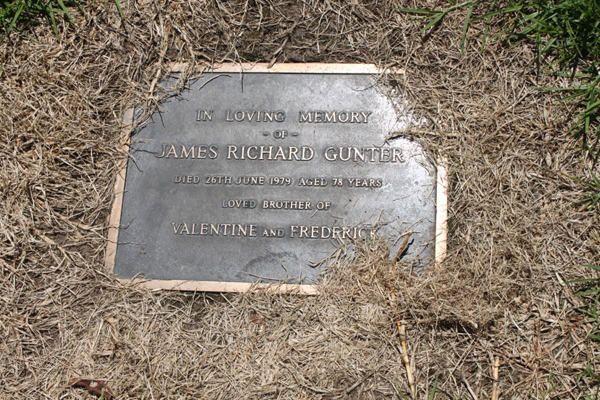 IN LOVING MEMORY
- OF -
JAMES RICHARD GUNTER
DIED 26TH JUNE 1979 AGED 78 YEARS
LOVED BROTHER OF
VALENTINE AND FREDERICK